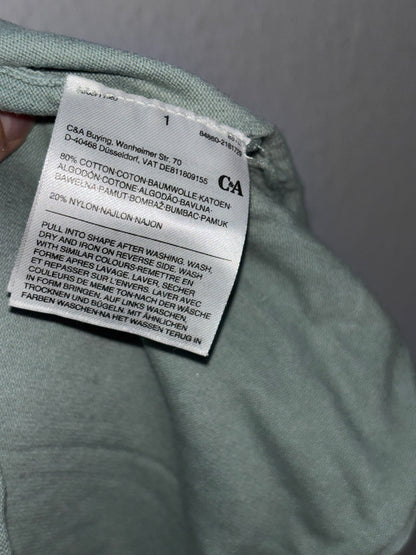 1
C&A Buying, Wanheimer Str. 70
D-40468 Düsseldorf, VAT DE811809155
C&A
80% COTTON-COTON-BAUMWOLLE-KATOEN-
ALGODÓN-COTONE-ALGODÃO-BAVLNA-
BAWEŁNA-PAMUT-BOMBAŽ-BUMBAC-PAMUK
20% NYLON-NAJLON-NAJON
PULL INTO SHAPE AFTER WASHING. WASH,
DRY AND IRON ON REVERSE SIDE. WASH
WITH SIMILAR COLOURS-REMETTRE EN
FORME APRES LAVAGE. LAVER, SECHER
ET REPASSER SUR L'ENVERS. LAVER AVEC
COULEURS DE MEME TON-NACH DER WÄSCHE
IN FORM BRINGEN. AUF LINKS WASCHEN,
TROCKNEN UND BÜGELN. MIT ÄHNLICHEN
FARBEN WASCHEN-NA HET WASSEN TERUG IN